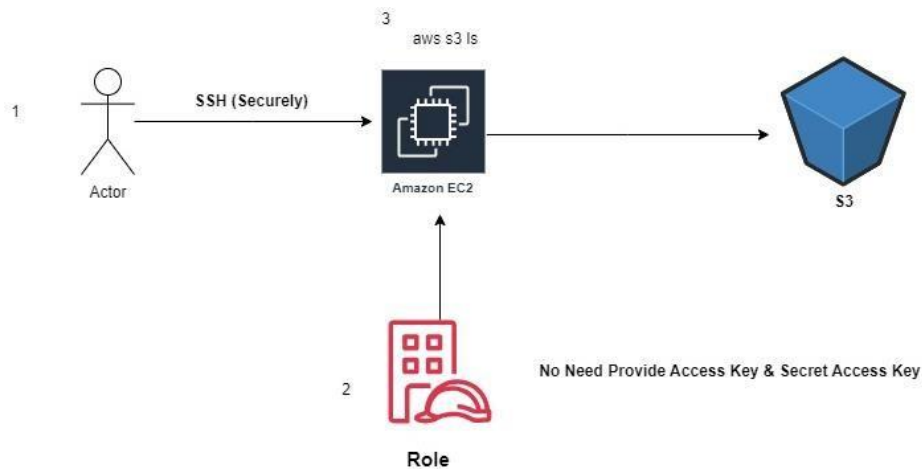 3
aws s3 ls
1
SSH (Securely)
Actor
Amazon EC2
S3
No Need Provide Access Key & Secret Access Key
2
Role